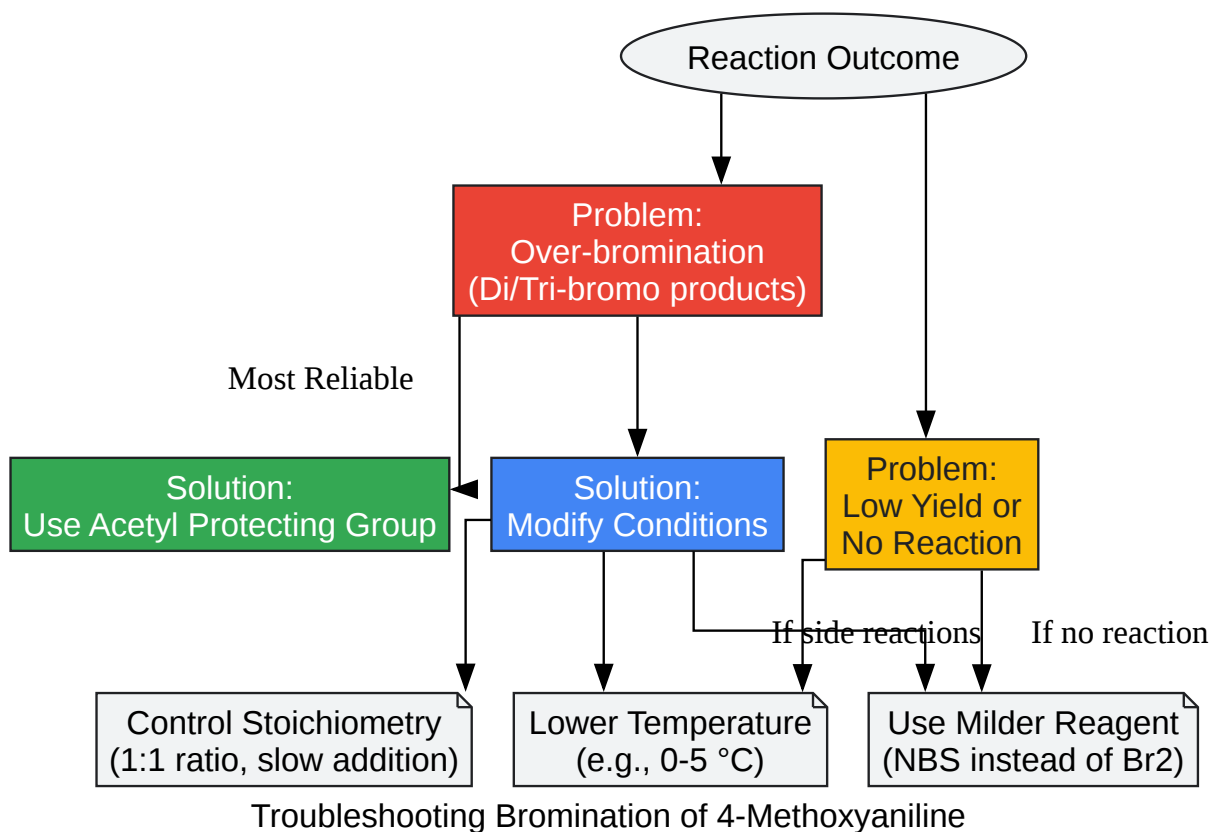 Reaction Outcome
Problem:
Over-bromination
(Di/Tri-bromo products)
Most Reliable
Solution:
Use Acetyl Protecting Group
Solution:
Modify Conditions
Problem:
Low Yield or
No Reaction
If side reactions
If no reaction
Control Stoichiometry
(1:1 ratio, slow addition)
Lower Temperature
(e.g., 0-5 °C)
Use Milder Reagent
(NBS instead of Br2)
Troubleshooting Bromination of 4-Methoxyaniline